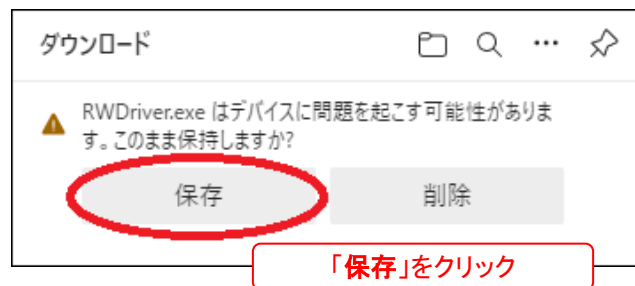 ダウンロード
RWDriver.exe はデバイスに問題を起こす可能性がありま
す。このまま保持しますか?
保存
削除
「保存」をクリック